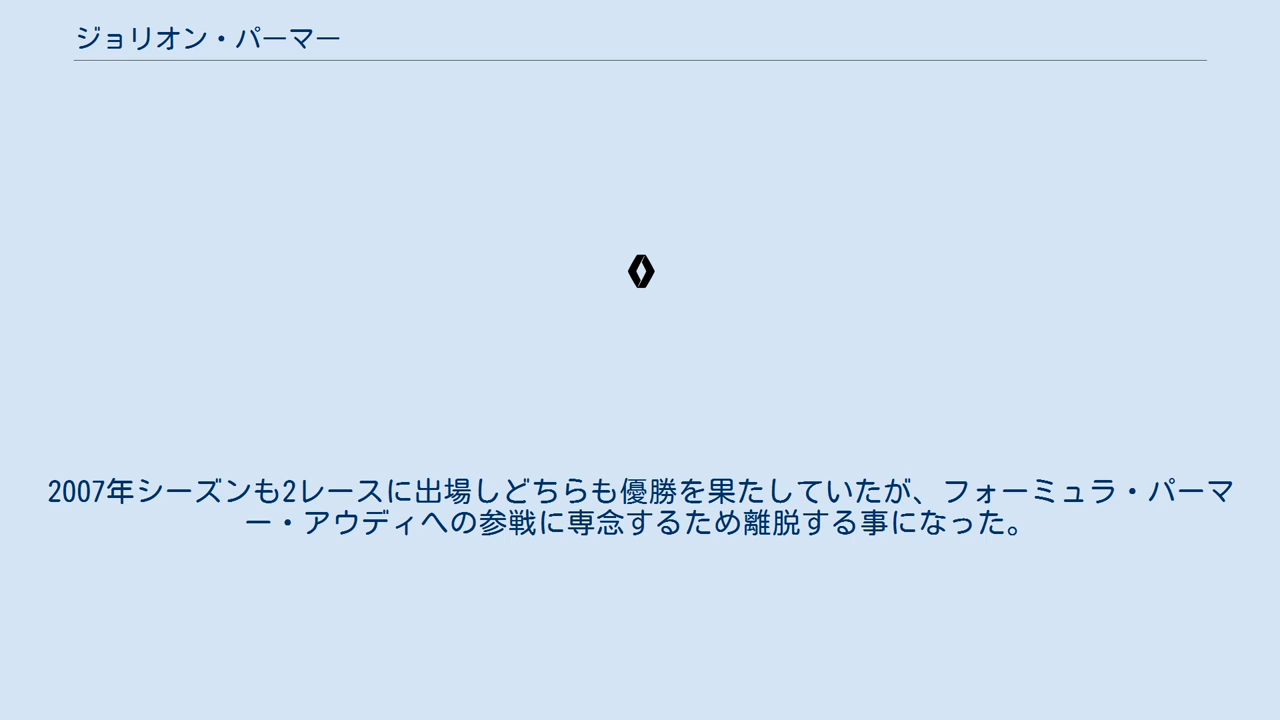 ジョリオン・パーマー
2007年シーズンも2レースに出場しどちらも優勝を果たしていたが、フォーミュラ・パーマ
ー・アウディへの参戦に専念するため離脱する事になった。